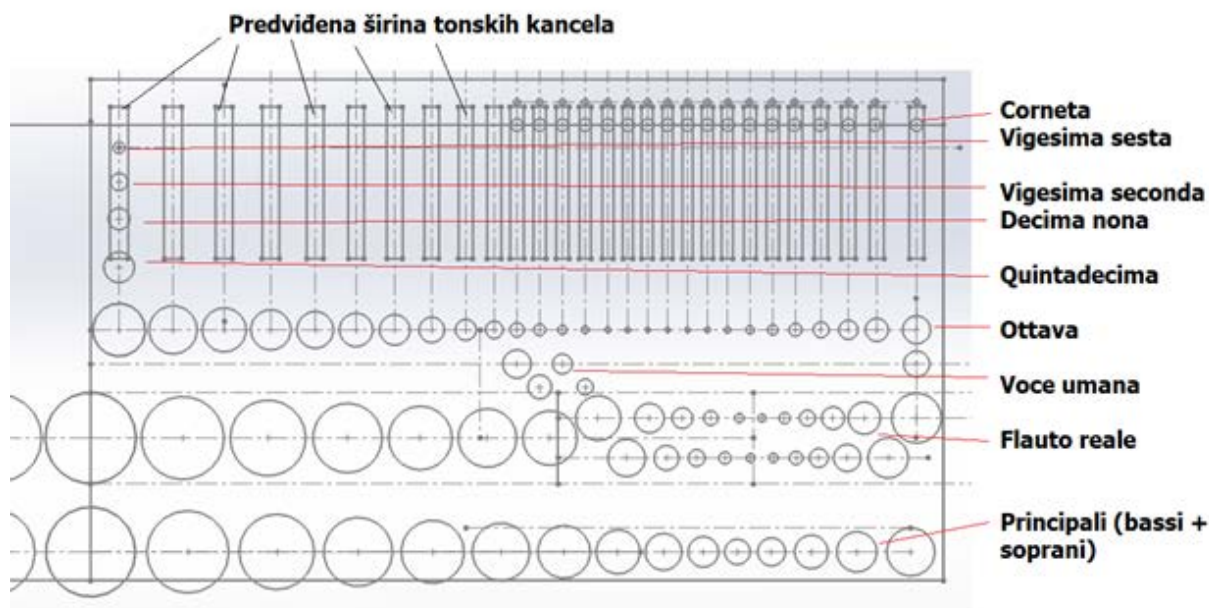 Predviđena širina tonskih kancela
Corneta
Vigesima sesta
Vigesima seconda
Decima nona
Quintadecima
Ottava
Voce umana
Flauto reale
Principali (bassi +
soprani)